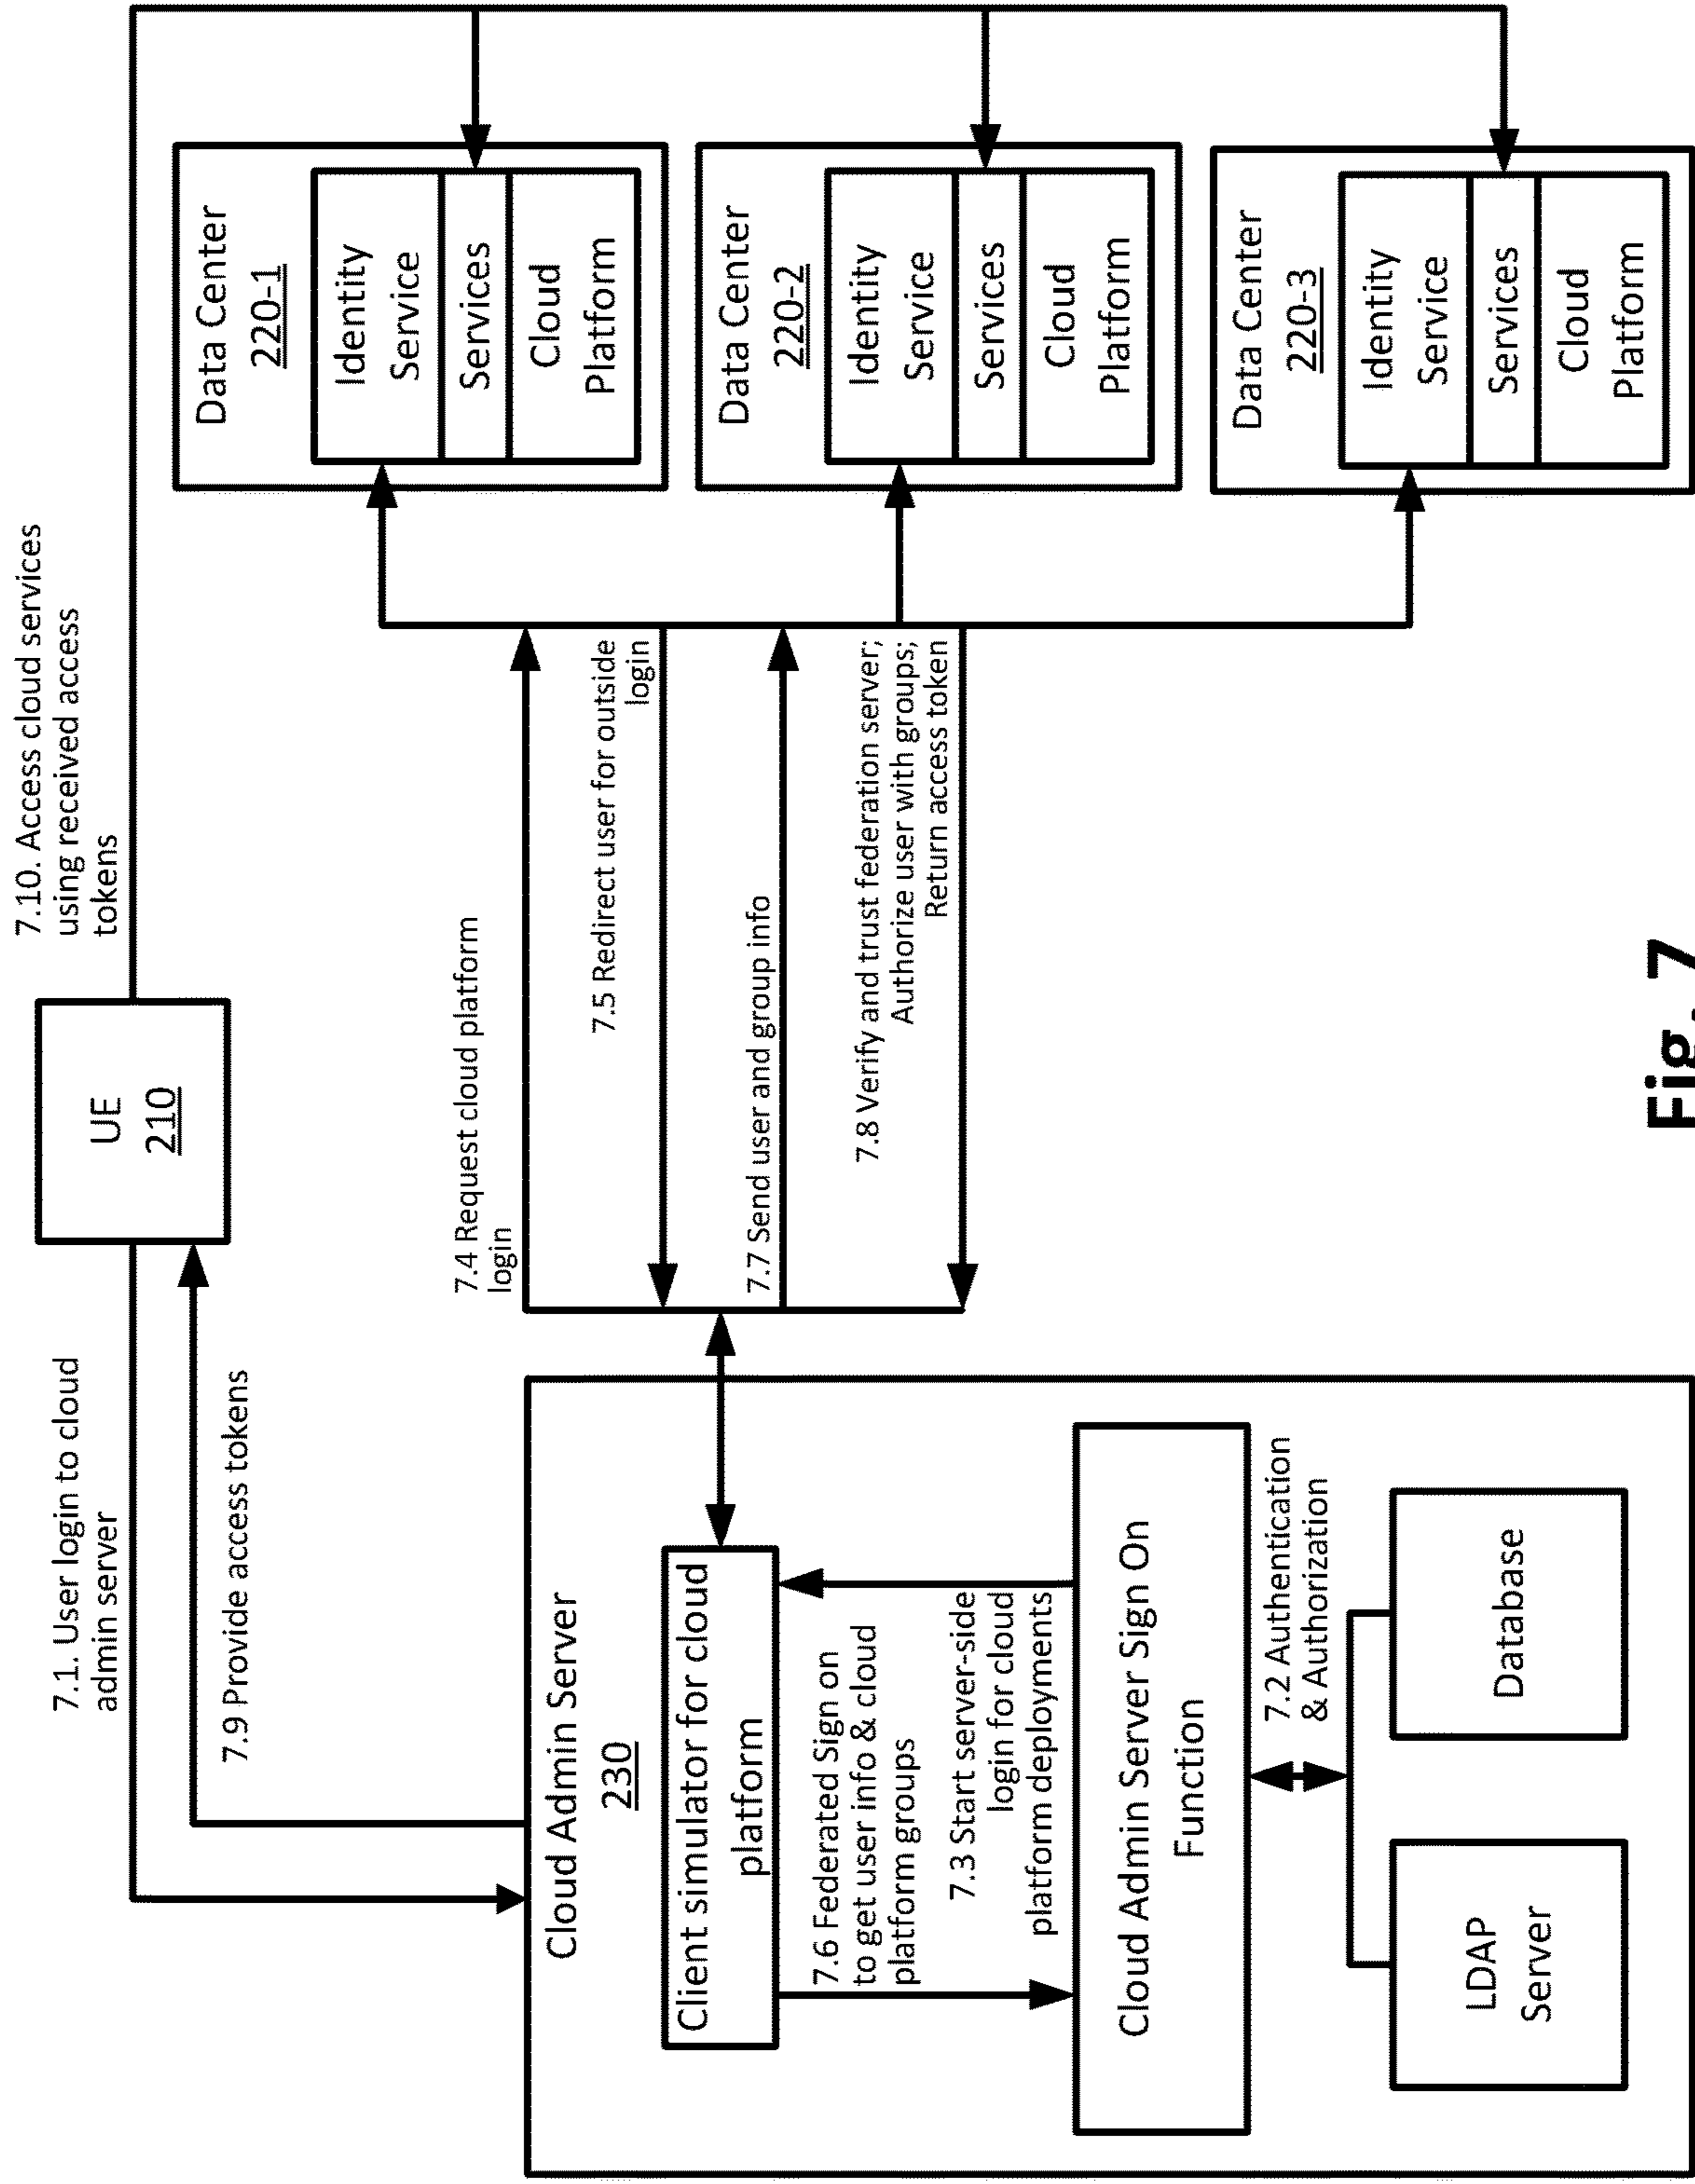 7.10. Access cloud services
using received access
tokens
UE
210
7.1. User login to cloud
admin server
7.9 Provide access tokens
7.4 Request cloud platform
login
7.5 Redirect user for outside
login
7.7 Send user and group info
7.8 Verify and trust federation server;
Authorize user with groups;
Return access token
Data Center
220-1
Identity
Service
Services
Cloud
Platform
Data Center
220-2
Identity
Service
Services
Cloud
Platform
Data Center
220-3
Identity
Service
Services
Cloud
Platform
Cloud Admin Server
230
Client simulator for cloud
platform
7.6 Federated Sign on
to get user info & cloud
platform groups
7.3 Start server-side
login for cloud
platform deployments
Cloud Admin Server Sign On
Function
7.2 Authentication
& Authorization
LDAP
Server
Database
Fig. 7